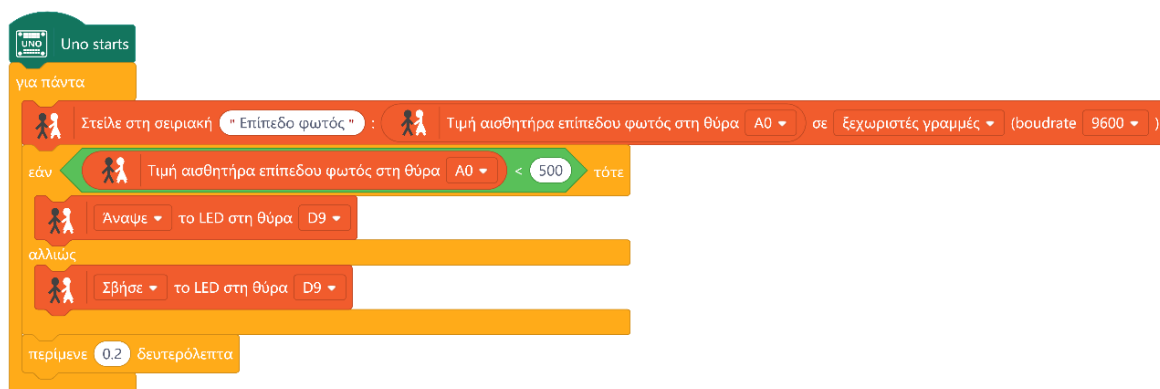 UNO Uno starts
για πάντα
Στείλε στη σειριακή " Επίπεδο φωτός " : Τιμή αισθητήρα επίπεδου φωτός στη θύρα A0 σε ξεχωριστές γραμμές (boudrate 9600 )
εάν Τιμή αισθητήρα επίπεδου φωτός στη θύρα A0 < 500 τότε
Άναψε το LED στη θύρα D9
αλλιώς
Σβήσε το LED στη θύρα D9
περίμενε 0.2 δευτερόλεπτα